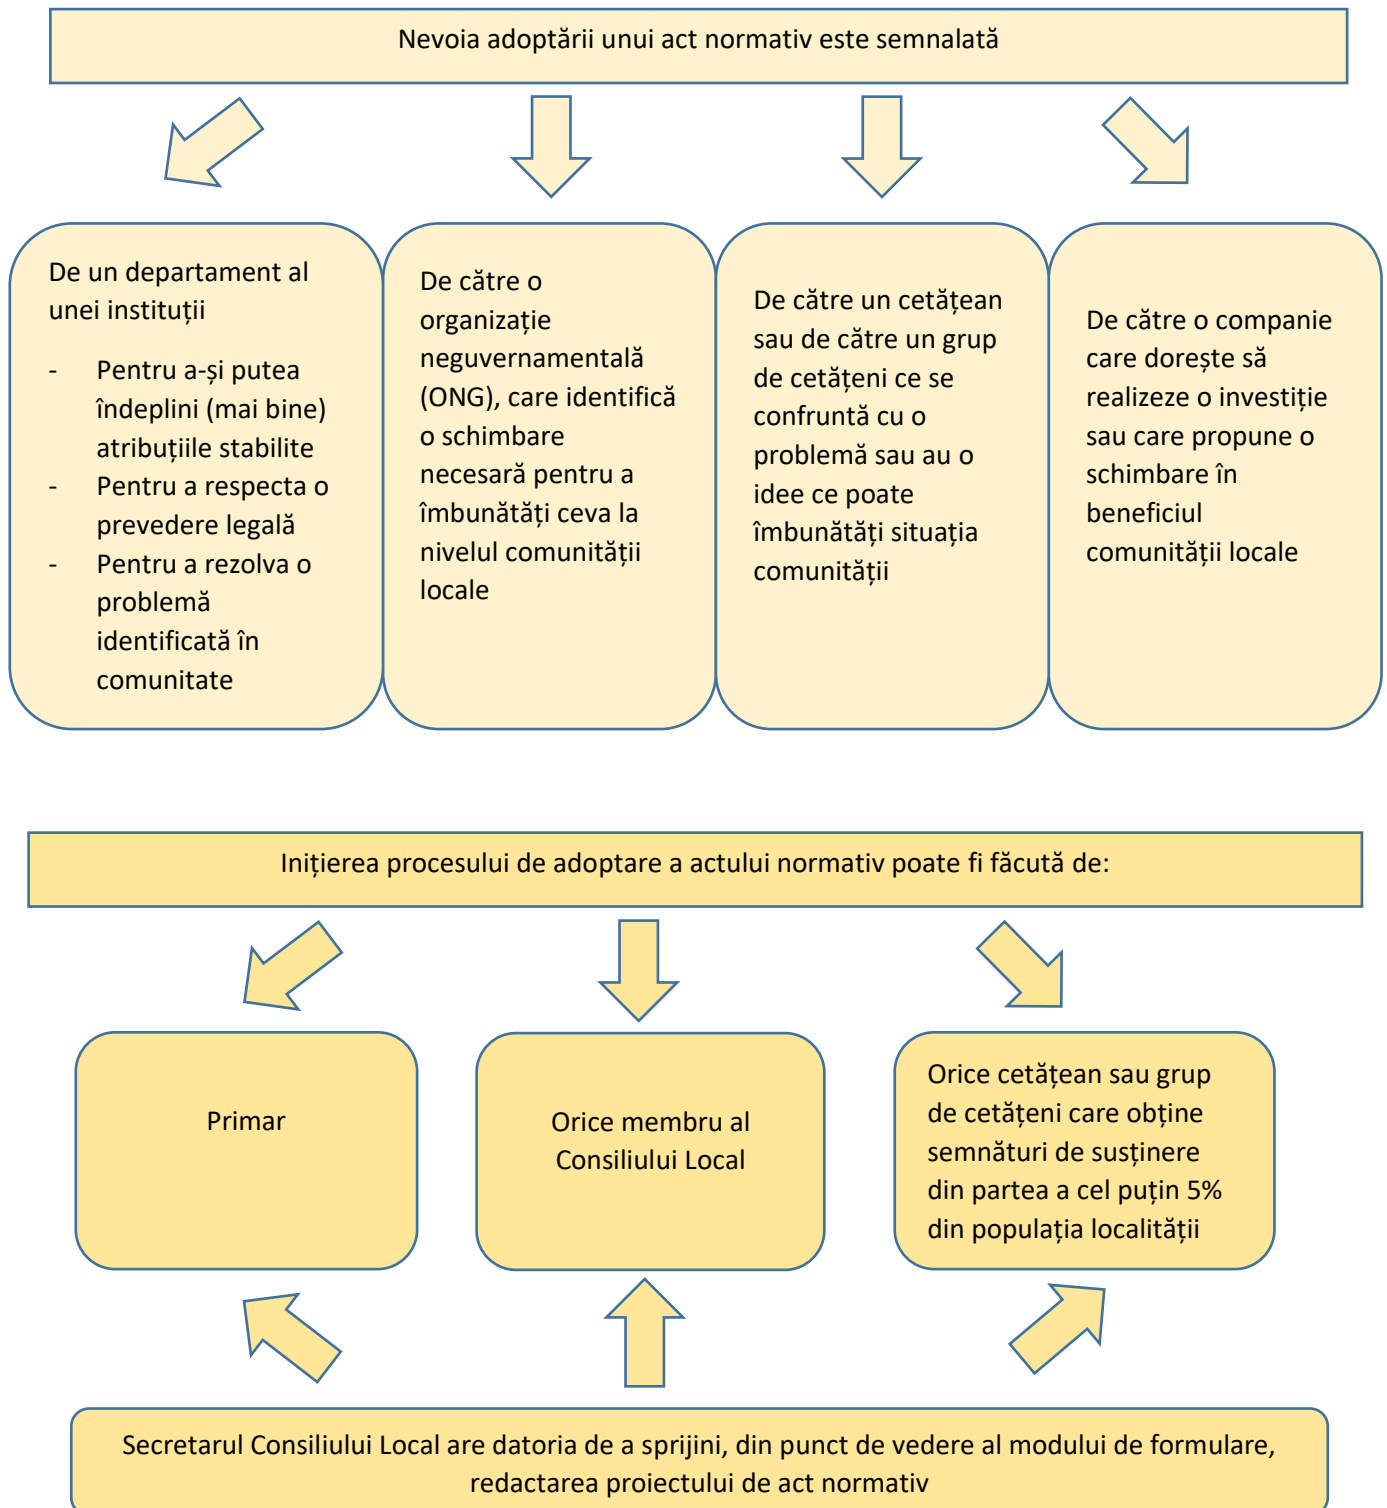 Nevoia adoptării unui act normativ este semnalată
De un departament al
unei instituții
- Pentru a-și putea
îndeplini (mai bine)
atribuțiile stabilite
- Pentru a respecta o
prevedere legală
- Pentru a rezolva o
problemă
identificată în
comunitate
De către o
organizație
neguvernamentală
(ONG), care identifică
o schimbare
necesară pentru a
îmbunătăți ceva la
nivelul comunității
locale
De către un cetățean
sau de către un grup
de cetățeni ce se
confruntă cu o
problemă sau au o
idee ce poate
îmbunătăți situația
comunității
De către o companie
care dorește să
realizeze o investiție
sau care propune o
schimbare în
beneficiul
comunității locale
Inițierea procesului de adoptare a actului normativ poate fi făcută de:
Primar
Orice membru al
Consiliului Local
Orice cetățean sau grup
de cetățeni care obține
semnături de susținere
din partea a cel puțin 5%
din populația localității
Secretarul Consiliului Local are datoria de a sprijini, din punct de vedere al modului de formulare,
redactarea proiectului de act normativ